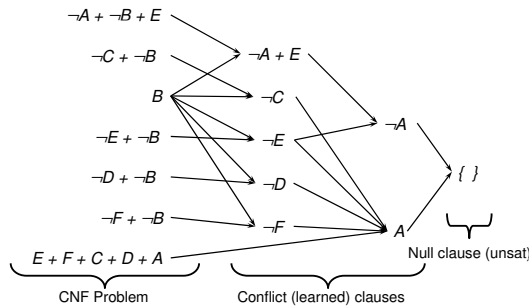 ¬A + ¬B + E
¬A + E
¬C + ¬B
B
¬C
¬A
¬E + ¬B
¬E
{ }
¬D + ¬B
¬D
¬F + ¬B
¬F
A
Null clause (unsat)
E + F + C + D + A
CNF Problem
Conflict (learned) clauses